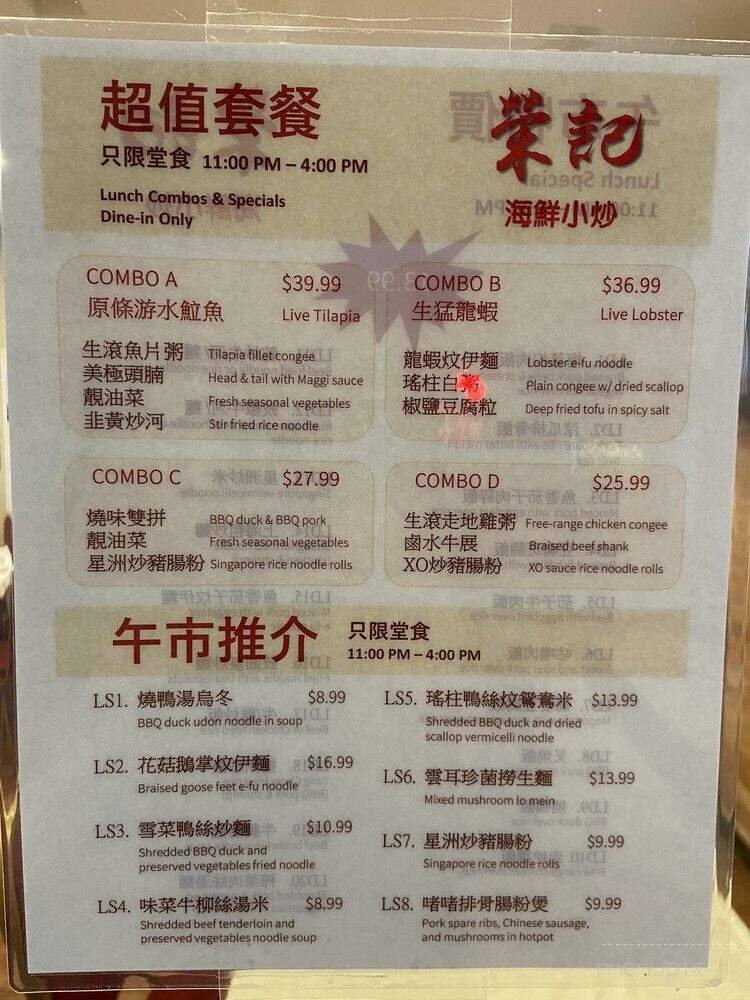 超值套餐
只限堂食 11:00 PM – 4:00 PM
Lunch Combos & Specials
Dine-in Only
榮記
海鮮小炒
COMBO A $39.99
原條游水䱽魚 Live Tilapia
生滾魚片粥 Tilapia fillet congee
美極頭腩 Head & tail with Maggi sauce
靚油菜 Fresh seasonal vegetables
韭黃炒河 Stir fried rice noodle
COMBO B $36.99
生猛龍蝦 Live Lobster
龍蝦炆伊麵 Lobster e-fu noodle
瑤柱白粥 Plain congee w/ dried scallop
椒鹽豆腐粒 Deep fried tofu in spicy salt
COMBO C $27.99
燒味雙拼 BBQ duck & BBQ pork
靚油菜 Fresh seasonal vegetables
星洲炒豬腸粉 Singapore rice noodle rolls
COMBO D $25.99
生滾走地雞粥 Free-range chicken congee
鹵水牛展 Braised beef shank
XO炒豬腸粉 XO sauce rice noodle rolls
午市推介 只限堂食
11:00 PM – 4:00 PM
LS1. 燒鴨湯烏冬 $8.99
BBQ duck udon noodle in soup
LS2. 花菇鵝掌炆伊麵 $16.99
Braised goose feet e-fu noodle
LS3. 雪菜鴨絲炒麵 $10.99
Shredded BBQ duck and
preserved vegetables fried noodle
LS4. 味菜牛柳絲湯米 $8.99
Shredded beef tenderloin and
preserved vegetables noodle soup
LS5. 瑤柱鴨絲炆鴛鴦米 $13.99
Shredded BBQ duck and dried
scallop vermicelli noodle
LS6. 雲耳珍菌撈生麵 $13.99
Mixed mushroom lo mein
LS7. 星洲炒豬腸粉 $9.99
Singapore rice noodle rolls
LS8. 啫啫排骨腸粉煲 $9.99
Pork spare ribs, Chinese sausage,
and mushrooms in hotpot